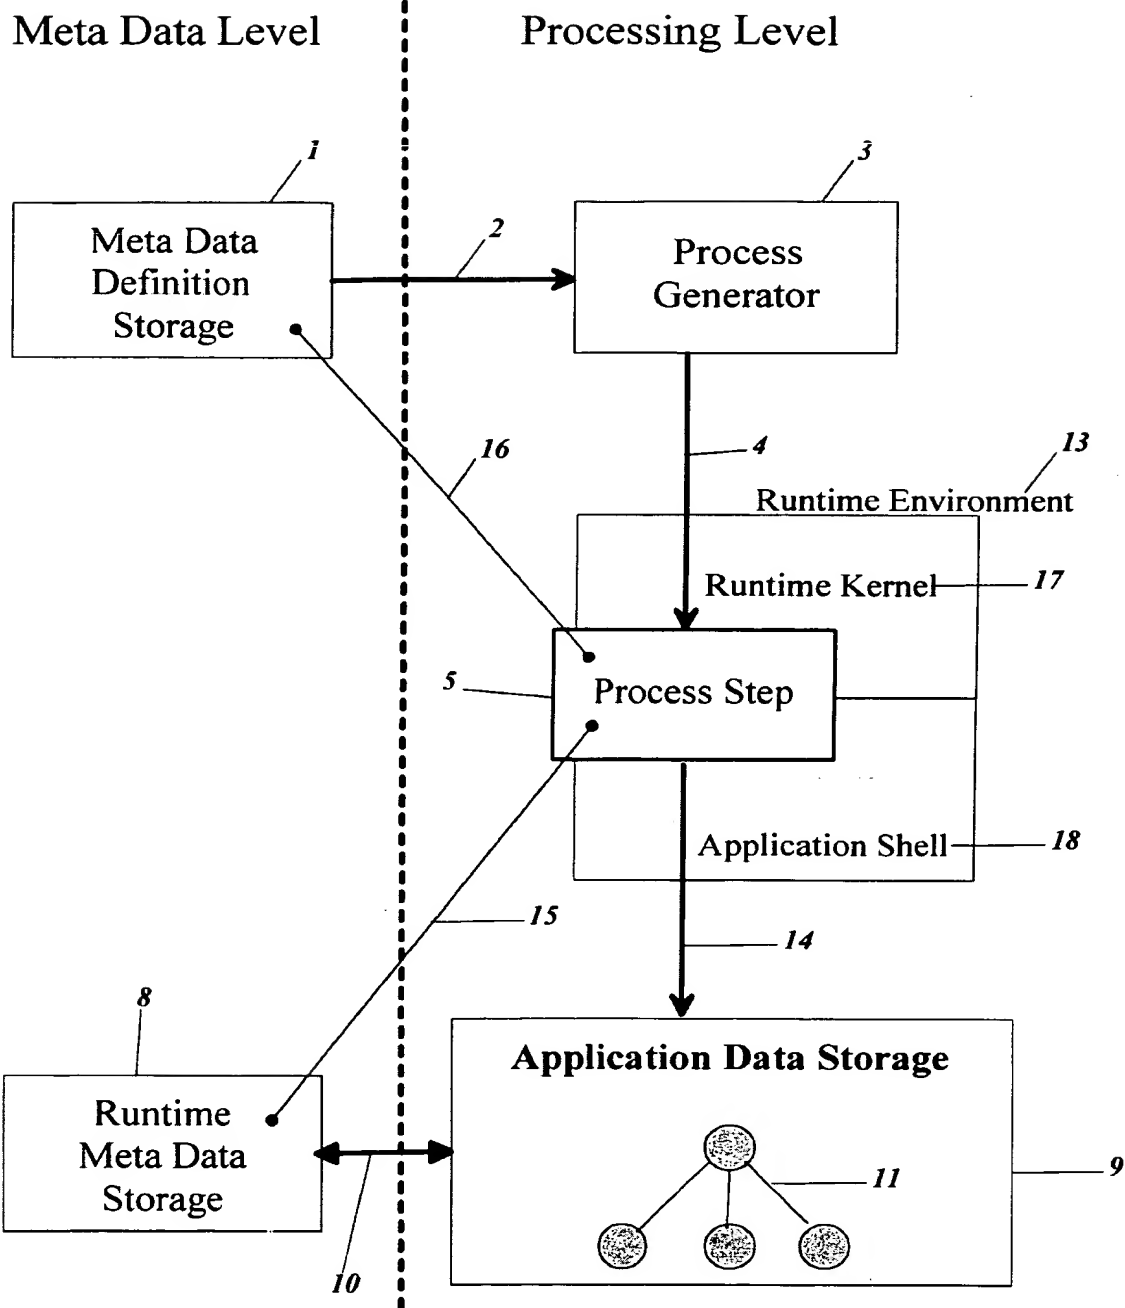 Meta Data Level
Processing Level
1
3
Meta Data
Definition
Storage
2
Process
Generator
16
4
13
Runtime Environment
Runtime Kernel
17
5
Process Step
Application Shell
18
15
14
8
Application Data Storage
Runtime
Meta Data
Storage
11
9
10